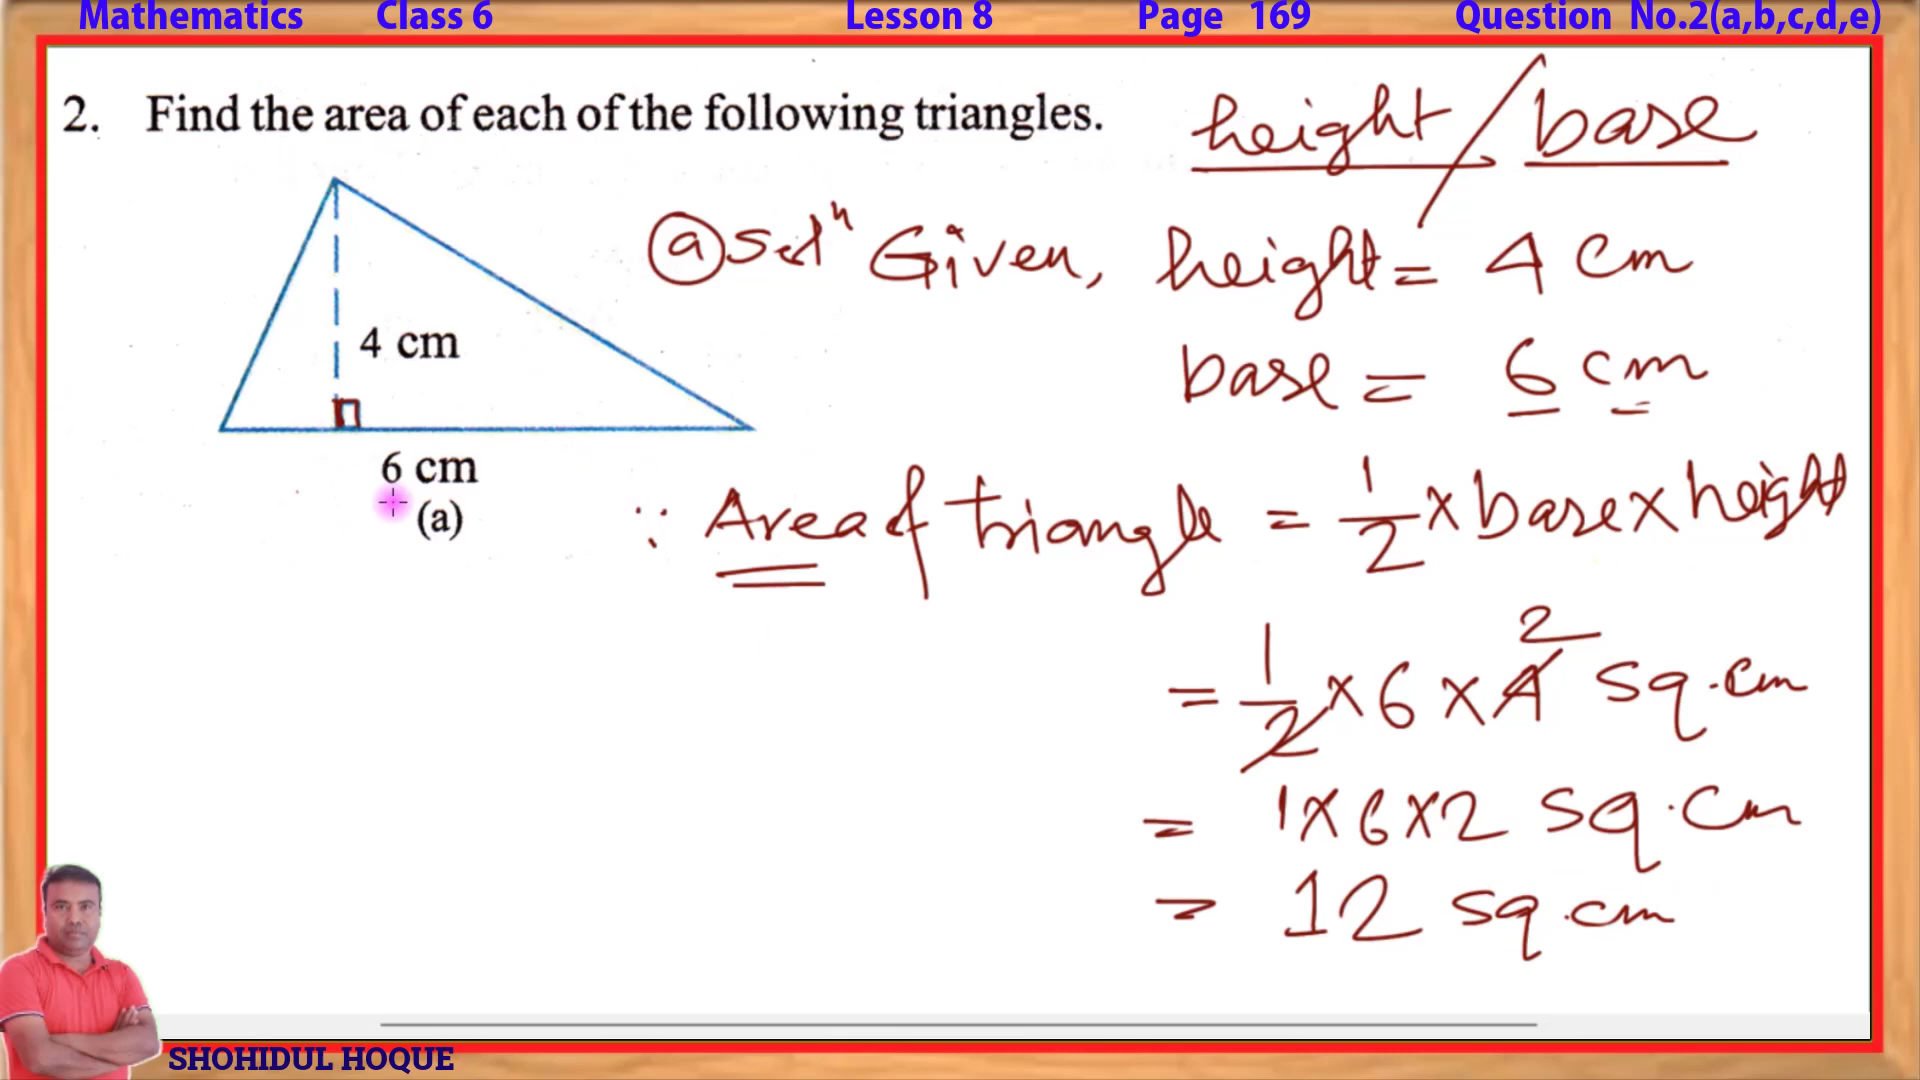 Mathematics Class 6 Lesson 8 Page 169 Question No.2(a,b,c,d,e)
2. Find the area of each of the following triangles.
height / base
4 cm
6 cm
(a)
(a) Solⁿ Given, height = 4 cm
base = 6 cm
∵ Area of triangle = 1/2 × base × height
2
= 1/2 × 6 × 4 sq.cm
= 1×6×2 sq.cm
= 12 sq.cm
SHOHIDUL HOQUE